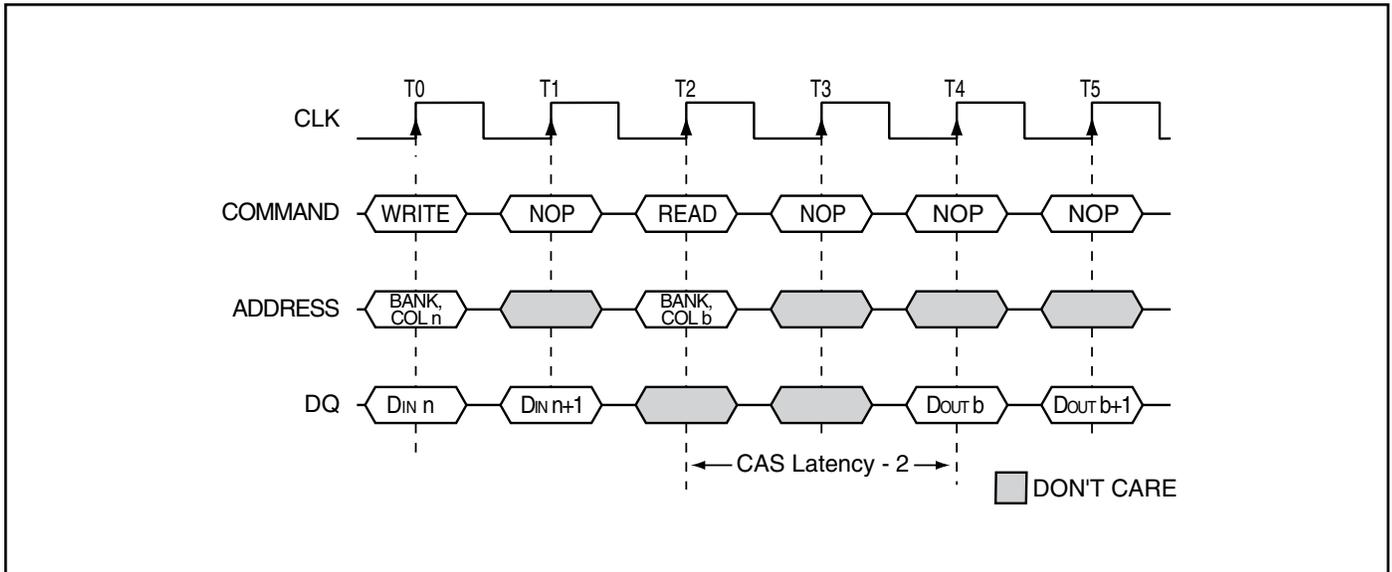 T0 T1 T2 T3 T4 T5
CLK
COMMAND WRITE NOP READ NOP NOP NOP
ADDRESS BANK, COL n BANK, COL b
DQ DIN n DIN n+1 DOUT b DOUT b+1
CAS Latency - 2
DON'T CARE